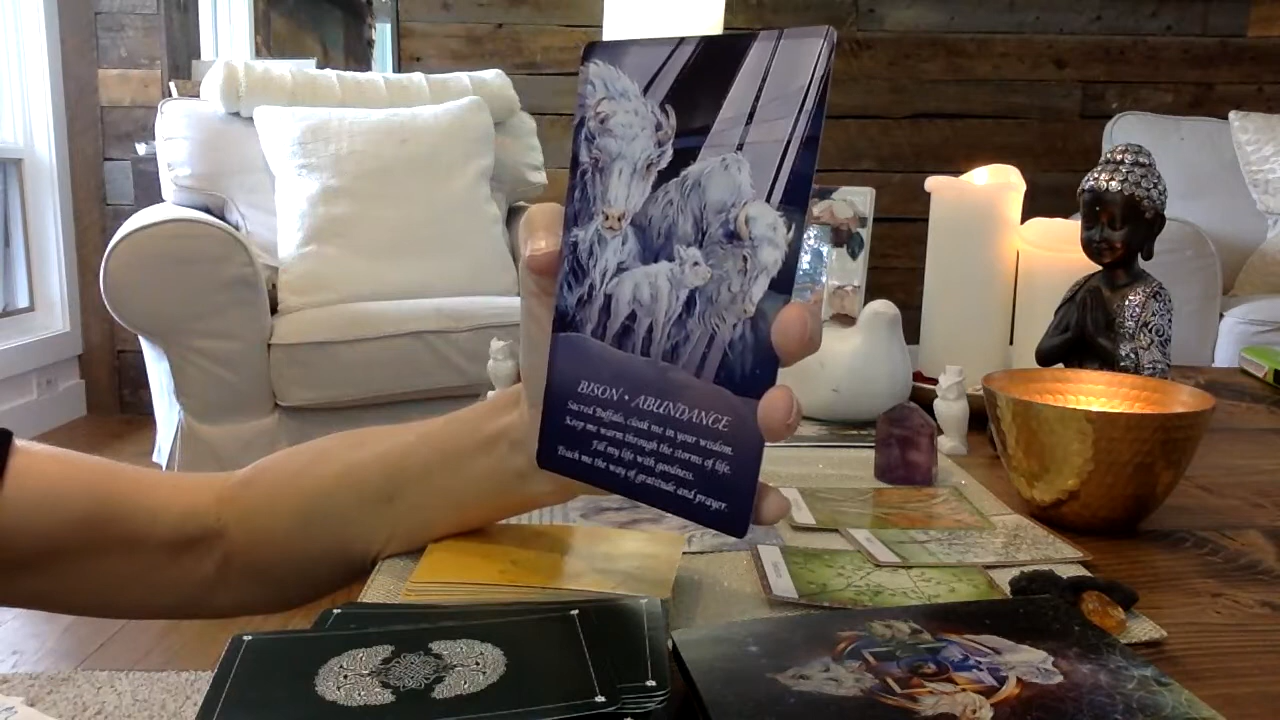 BISON • ABUNDANCE
Sacred Buffalo, cloak me in your wisdom.
Keep me warm through the storms of life.
Fill my life with goodness.
Teach me the way of gratitude and prayer.